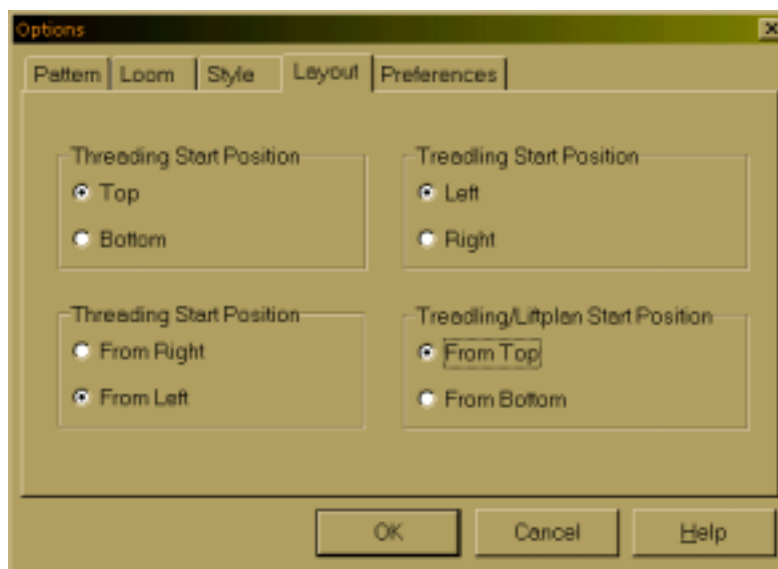 Options
Pattern Loom Style Layout Preferences
Threading Start Position
Top
Bottom
Treadling Start Position
Left
Right
Threading Start Position
From Right
From Left
Treadling/Liftplan Start Position
From Top
From Bottom
OK Cancel Help